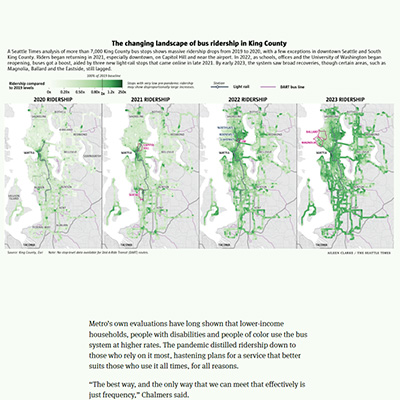 The changing landscape of bus ridership in King County
A Seattle Times analysis of more than 7,000 King County bus stops shows massive ridership drops from 2019 to 2020, with a few exceptions in downtown Seattle and South
King County. Riders began returning in 2021, especially downtown, on Capitol Hill and near the airport. In 2022, as schools, offices and the University of Washington began
reopening, buses got a boost, aided by three new light-rail stops that came online in late 2021. By early 2023, the system saw broad recoveries, though certain areas, such as
Magnolia, Ballard and the Eastside, still lagged.
Ridership compared
to 2019 levels
100% of 2019 baseline
0x 0.20x 0.50x 0.80x 1.2x 250x
Stops with very low pre-pandemic ridership
may show disproportionately large increases
Light rail
DART bus line
2020 RIDERSHIP
2021 RIDERSHIP
2022 RIDERSHIP
2023 RIDERSHIP
SEATTLE
TACOMA
TACOMA
TACOMA
TACOMA
Source: King County, Esri
AILEEN CLARKE / THE SEATTLE TIMES
Metro's own evaluations have long shown that lower-income
households, people with disabilities and people of color use the bus
system at higher rates. The pandemic distilled ridership down to
those who rely on it most, hastening plans for a service that better
suits those who use it all times, for all reasons.
"The best way, and the only way that we can meet that effectively is
just frequency," Chalmers said.